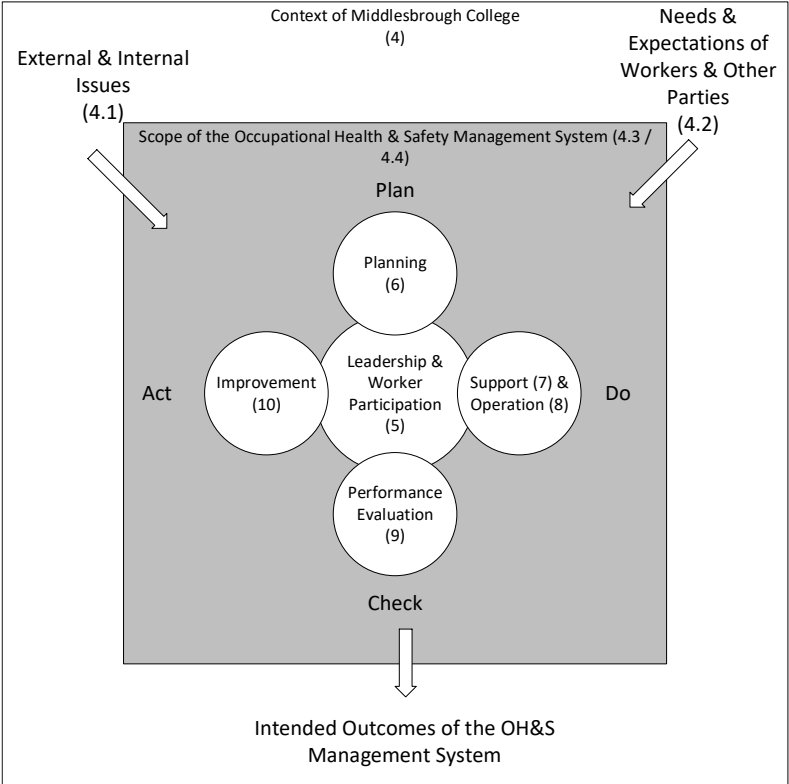 Context of Middlesbrough College
(4)
External & Internal
Issues
(4.1)
Needs &
Expectations of
Workers & Other
Parties
(4.2)
Scope of the Occupational Health & Safety Management System (4.3 /
4.4)
Plan
Planning
(6)
Act
Improvement
(10)
Leadership &
Worker
Participation
(5)
Support (7) &
Operation (8)
Do
Performance
Evaluation
(9)
Check
Intended Outcomes of the OH&S
Management System